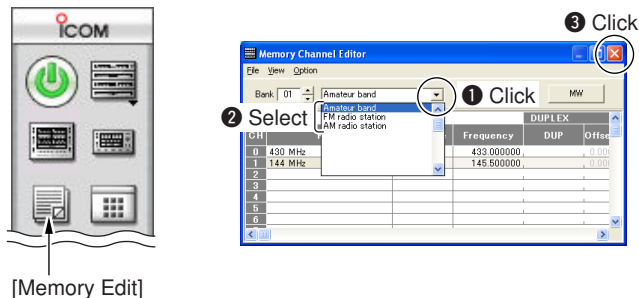 ICOM
[Memory Edit]
❸ Click
Memory Channel Editor
File View Option
Bank 01 Amateur band MW
❶ Click
❷ Select
Amateur band
FM radio station
AM radio station
DUPLEX
CH Frequency DUP Offse
0 430 MHz 433.000000
1 144 MHz 145.500000
2
3
4
5
6